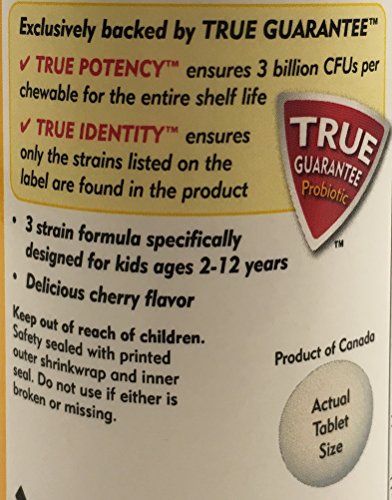 Exclusively backed by TRUE GUARANTEE™
✓ TRUE POTENCY™ ensures 3 billion CFUs per
chewable for the entire shelf life
✓ TRUE IDENTITY™ ensures
only the strains listed on the
label are found in the product
TRUE
GUARANTEE
Probiotic
™
• 3 strain formula specifically
designed for kids ages 2-12 years
• Delicious cherry flavor
Keep out of reach of children.
Safety sealed with printed
outer shrinkwrap and inner
seal. Do not use if either is
broken or missing.
Product of Canada
Actual
Tablet
Size